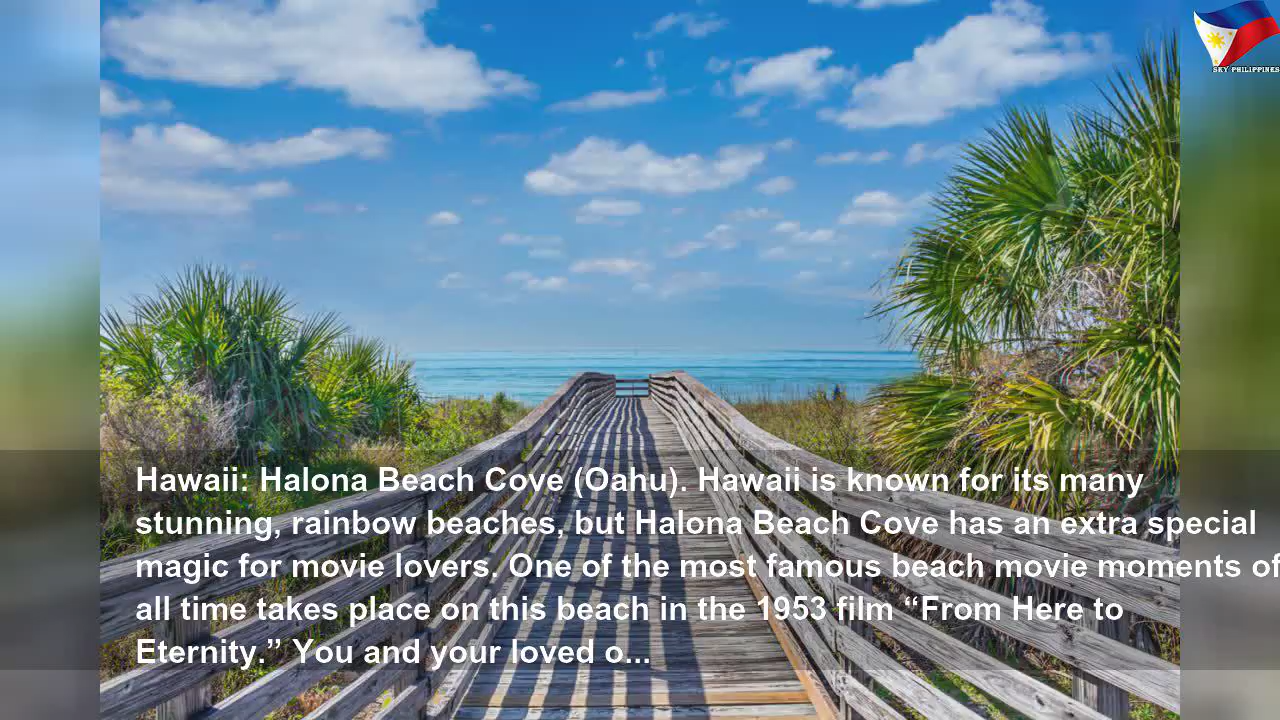 SKY PHILIPPINES
Hawaii: Halona Beach Cove (Oahu). Hawaii is known for its many
stunning, rainbow beaches, but Halona Beach Cove has an extra special
magic for movie lovers. One of the most famous beach movie moments of
all time takes place on this beach in the 1953 film “From Here to
Eternity.” You and your loved o...